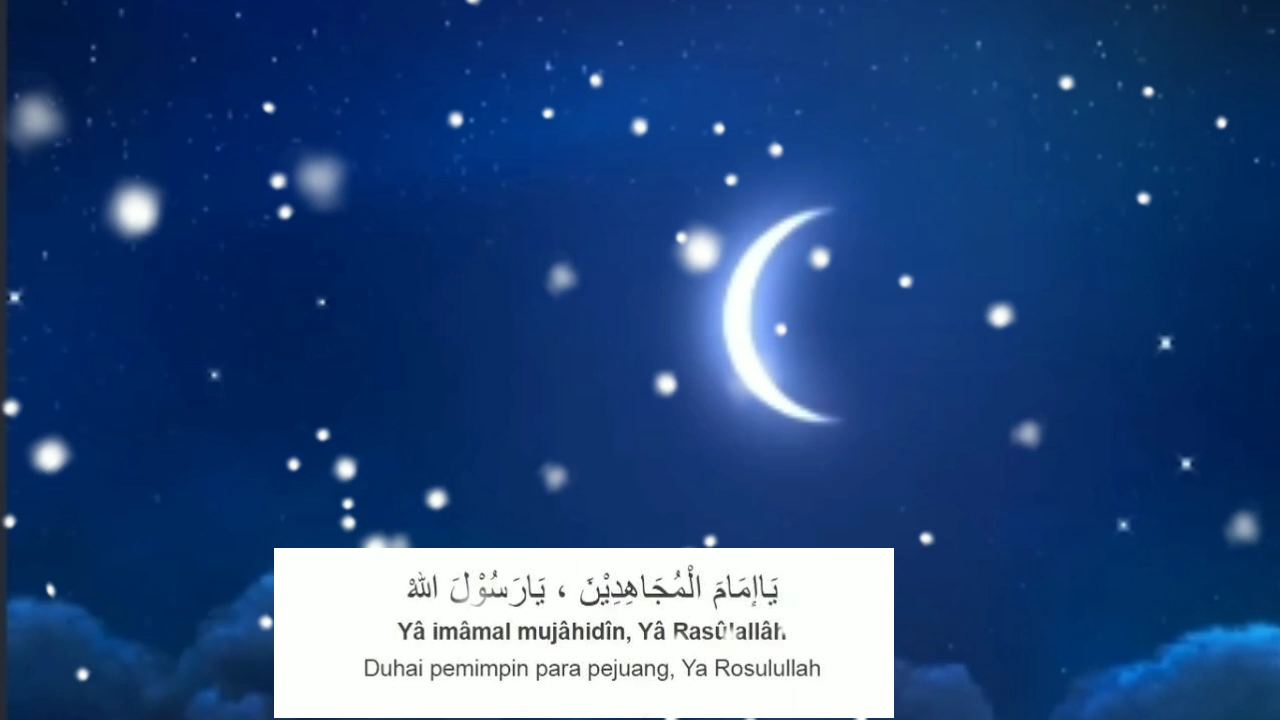 يَاإِمَامَ الْمُجَاهِدِيْنَ ، يَارَسُوْلَ اللهْ
Yâ imâmal mujâhidîn, Yâ Rasûlallâh
Duhai pemimpin para pejuang, Ya Rosulullah